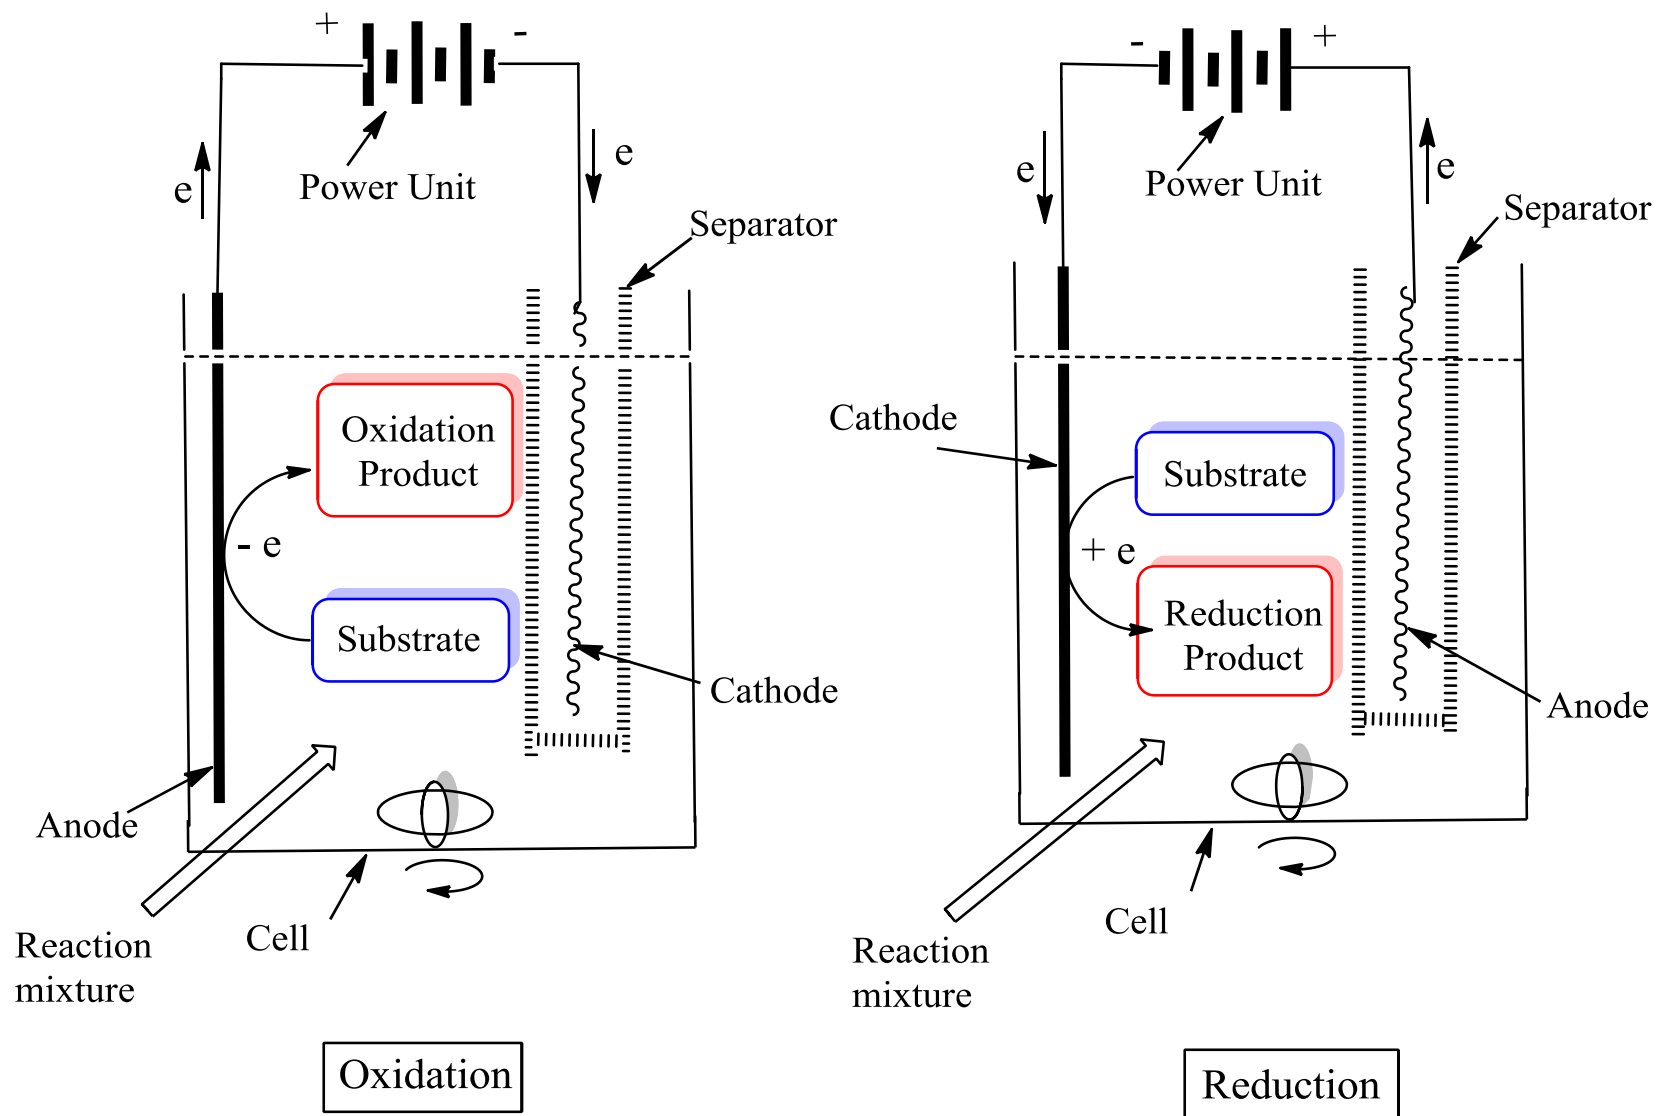 +
-
e
Power Unit
e
Separator
Oxidation
Product
- e
Substrate
Cathode
Anode
Reaction
mixture
Cell
Oxidation
-
+
e
Power Unit
e
Separator
Cathode
Substrate
+ e
Reduction
Product
Anode
Reaction
mixture
Cell
Reduction